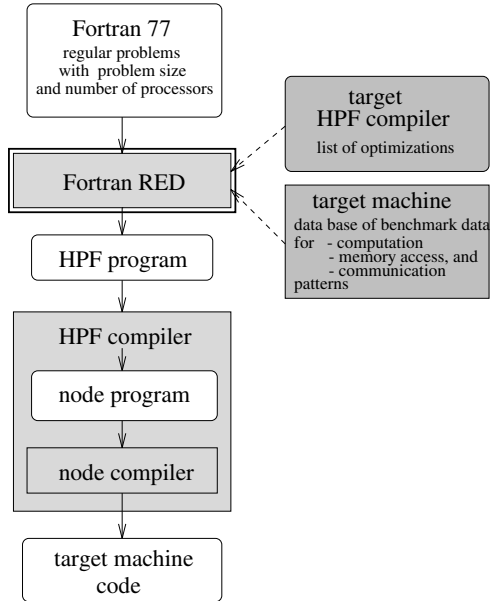 Fortran 77
regular problems
with problem size
and number of processors
target
HPF compiler
list of optimizations
Fortran RED
target machine
data base of benchmark data
for - computation
- memory access, and
- communication
patterns
HPF program
HPF compiler
node program
node compiler
target machine
code